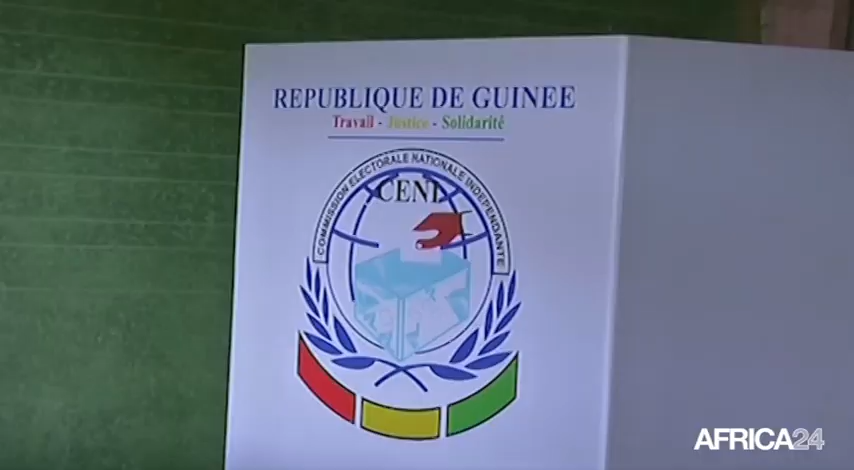 REPUBLIQUE DE GUINEE
Travail - Justice - Solidarité
COMMISSION ELECTORALE NATIONALE INDEPENDANTE
CENI
AFRICA24